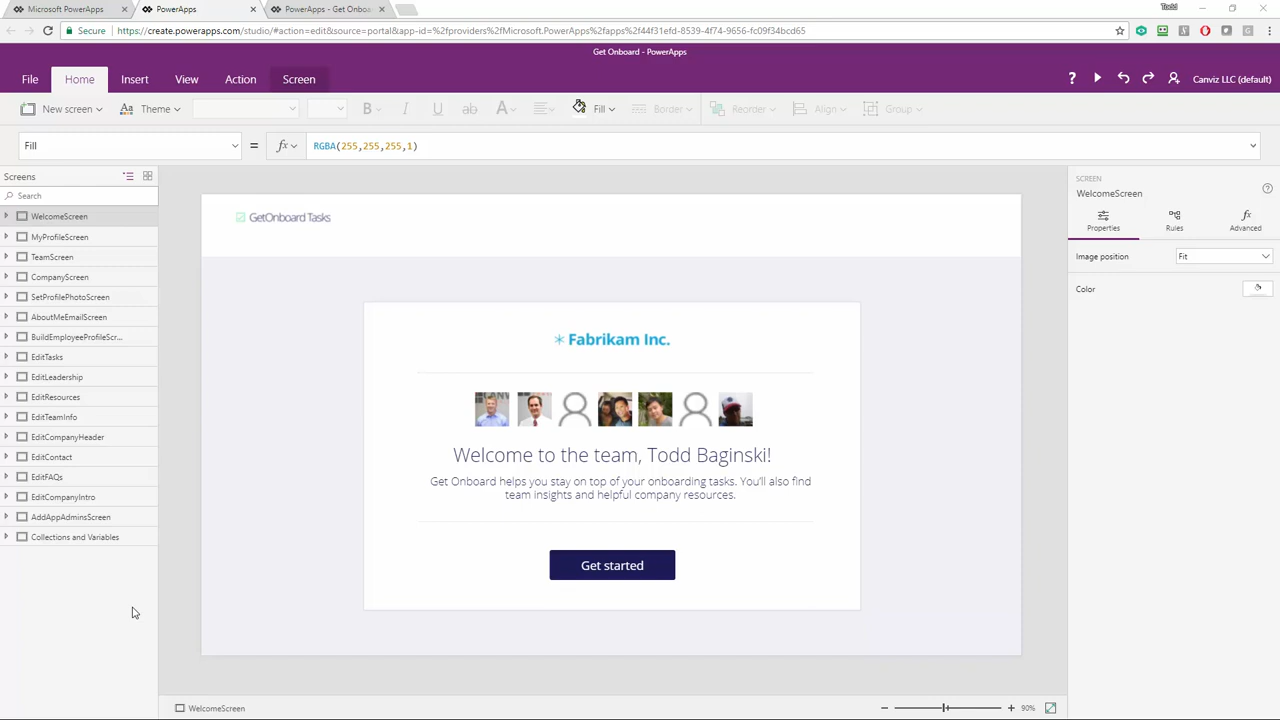 Microsoft PowerApps
PowerApps
PowerApps - Get Onboa
Todd
Secure
https://create.powerapps.com/studio/#action=edit&source=portal&app-id=%2fproviders%2fMicrosoft.PowerApps%2fapps%2f44f31efd-8539-4f74-9656-fc09f34bcd65
Get Onboard - PowerApps
File
Home
Insert
View
Action
Screen
Canviz LLC (default)
New screen
Theme
Fill
Border
Reorder
Align
Group
Fill
=
fx
RGBA(255,255,255,1)
Screens
Search
WelcomeScreen
MyProfileScreen
TeamScreen
CompanyScreen
SetProfilePhotoScreen
AboutMeEmailScreen
BuildEmployeeProfileScr...
EditTasks
EditLeadership
EditResources
EditTeamInfo
EditCompanyHeader
EditContact
EditFAQs
EditCompanyIntro
AddAppAdminsScreen
Collections and Variables
GetOnboard Tasks
Fabrikam Inc.
Welcome to the team, Todd Baginski!
Get Onboard helps you stay on top of your onboarding tasks. You'll also find
team insights and helpful company resources.
Get started
SCREEN
WelcomeScreen
Properties
Rules
Advanced
Image position
Fit
Color
WelcomeScreen
90%